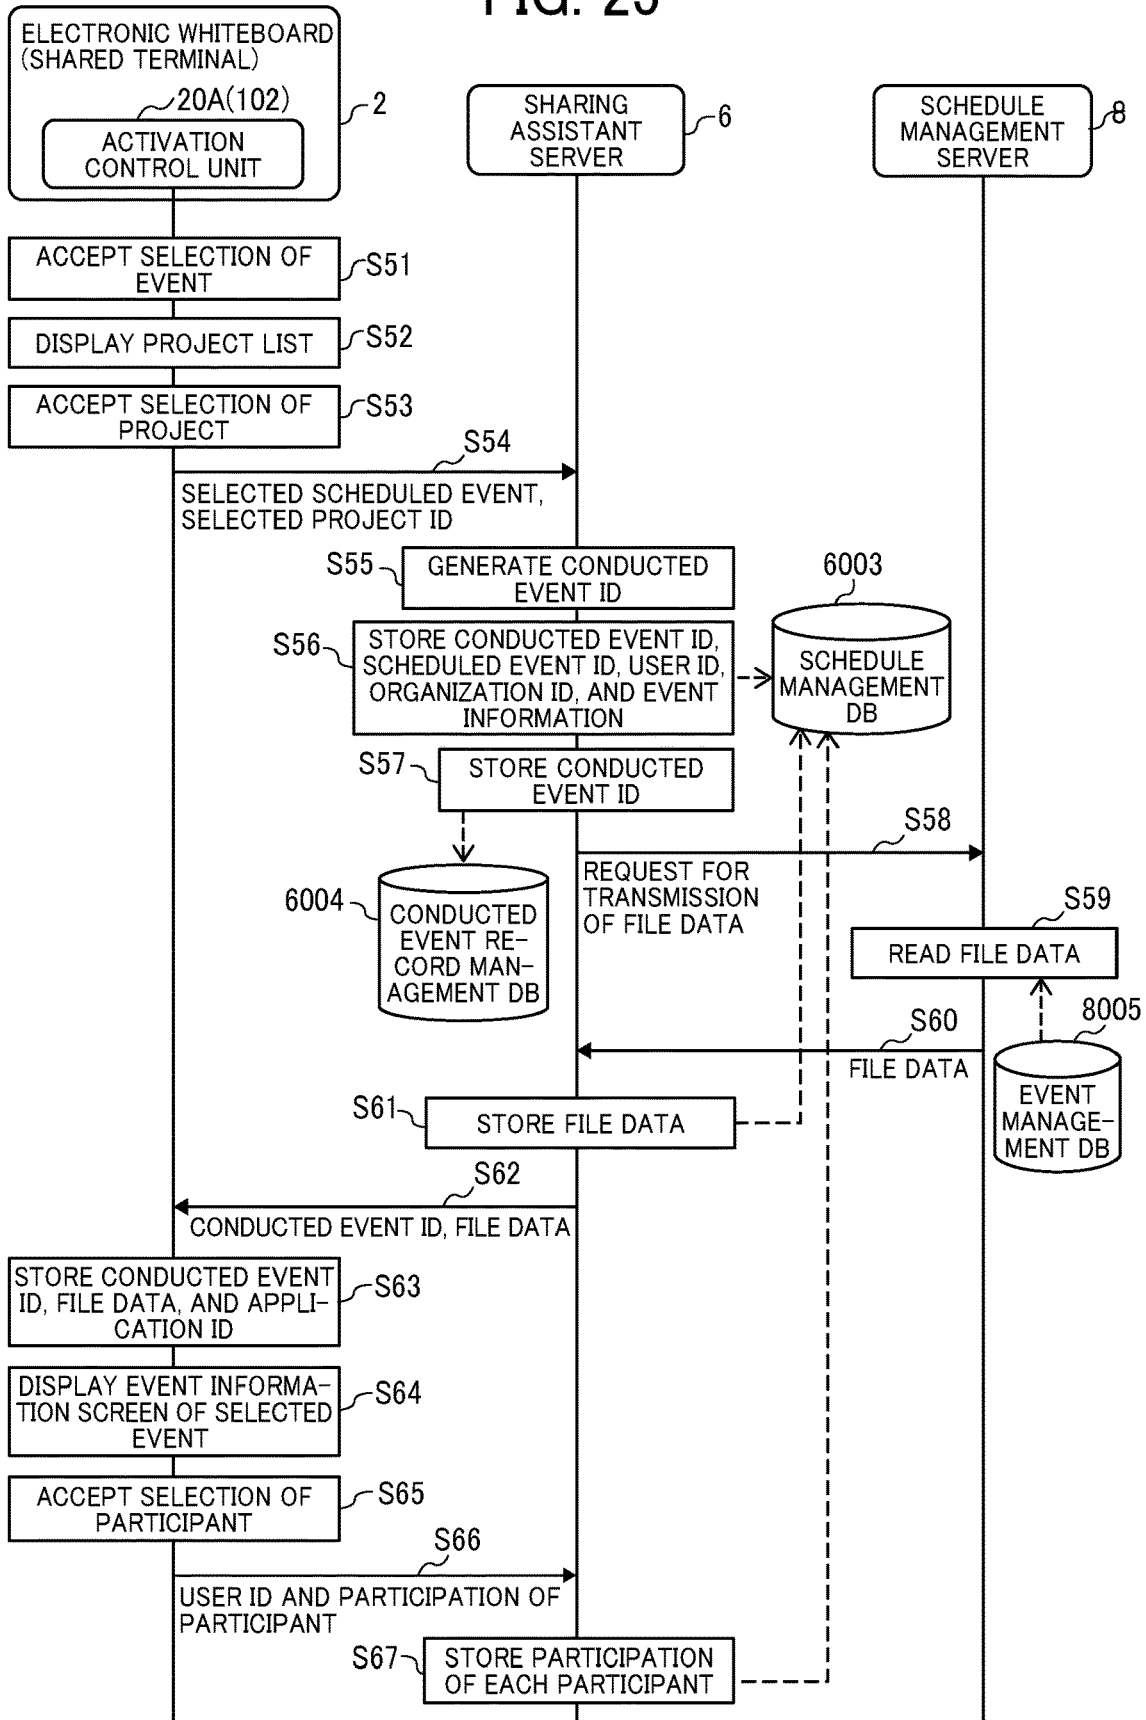 FIG. 23
ELECTRONIC WHITEBOARD
(SHARED TERMINAL)
20A(102)
2
ACTIVATION
CONTROL UNIT
SHARING
ASSISTANT
SERVER
6
SCHEDULE
MANAGEMENT
SERVER
8
ACCEPT SELECTION OF
EVENT
S51
DISPLAY PROJECT LIST
S52
ACCEPT SELECTION OF
PROJECT
S53
S54
SELECTED SCHEDULED EVENT,
SELECTED PROJECT ID
S55
GENERATE CONDUCTED
EVENT ID
6003
S56
STORE CONDUCTED EVENT ID,
SCHEDULED EVENT ID, USER ID,
ORGANIZATION ID, AND EVENT
INFORMATION
SCHEDULE
MANAGEMENT
DB
S57
STORE CONDUCTED
EVENT ID
S58
REQUEST FOR
TRANSMISSION
OF FILE DATA
6004
CONDUCTED
EVENT RE-
CORD MAN-
AGEMENT DB
S59
READ FILE DATA
8005
S60
FILE DATA
EVENT
MANAGE-
MENT DB
S61
STORE FILE DATA
S62
CONDUCTED EVENT ID, FILE DATA
STORE CONDUCTED EVENT
ID, FILE DATA, AND APPLI-
CATION ID
S63
DISPLAY EVENT INFORMA-
TION SCREEN OF SELECTED
EVENT
S64
ACCEPT SELECTION OF
PARTICIPANT
S65
S66
USER ID AND PARTICIPATION OF
PARTICIPANT
S67
STORE PARTICIPATION
OF EACH PARTICIPANT